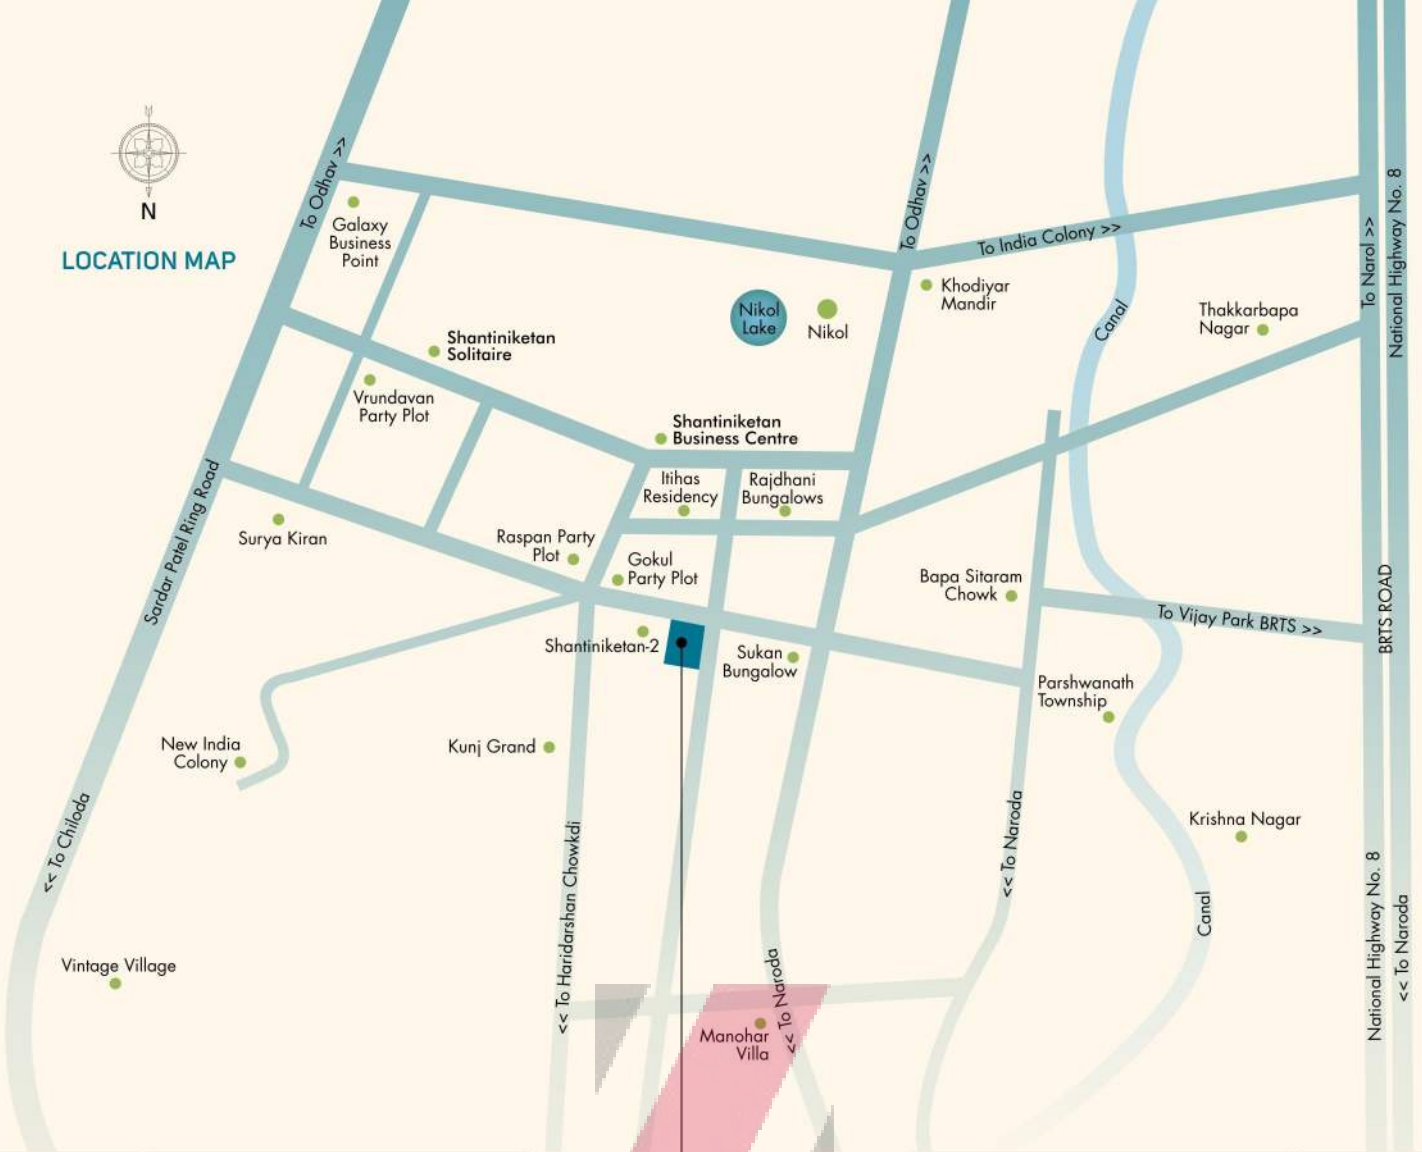 N
LOCATION MAP
To Odhav >>
Galaxy
Business
Point
To Odhav >>
To India Colony >>
To Narol >>
National Highway No. 8
Khodiyar
Mandir
Nikol
Lake
Nikol
Canal
Thakkarbapa
Nagar
Shantiniketan
Solitaire
Vrundavan
Party Plot
Shantiniketan
Business Centre
Itihas
Residency
Rajdhani
Bungalows
Sardar Patel Ring Road
Surya Kiran
Raspan Party
Plot
Gokul
Party Plot
Bapa Sitaram
Chowk
To Vijay Park BRTS >>
BRTS ROAD
Shantiniketan-2
Sukan
Bungalow
Parshwanath
Township
New India
Colony
Kunj Grand
<< To Chiloda
<< To Haridarshan Chowkdi
<< To Naroda
Krishna Nagar
Canal
National Highway No. 8
<< To Naroda
Vintage Village
<< To Naroda
Manohar
Villa